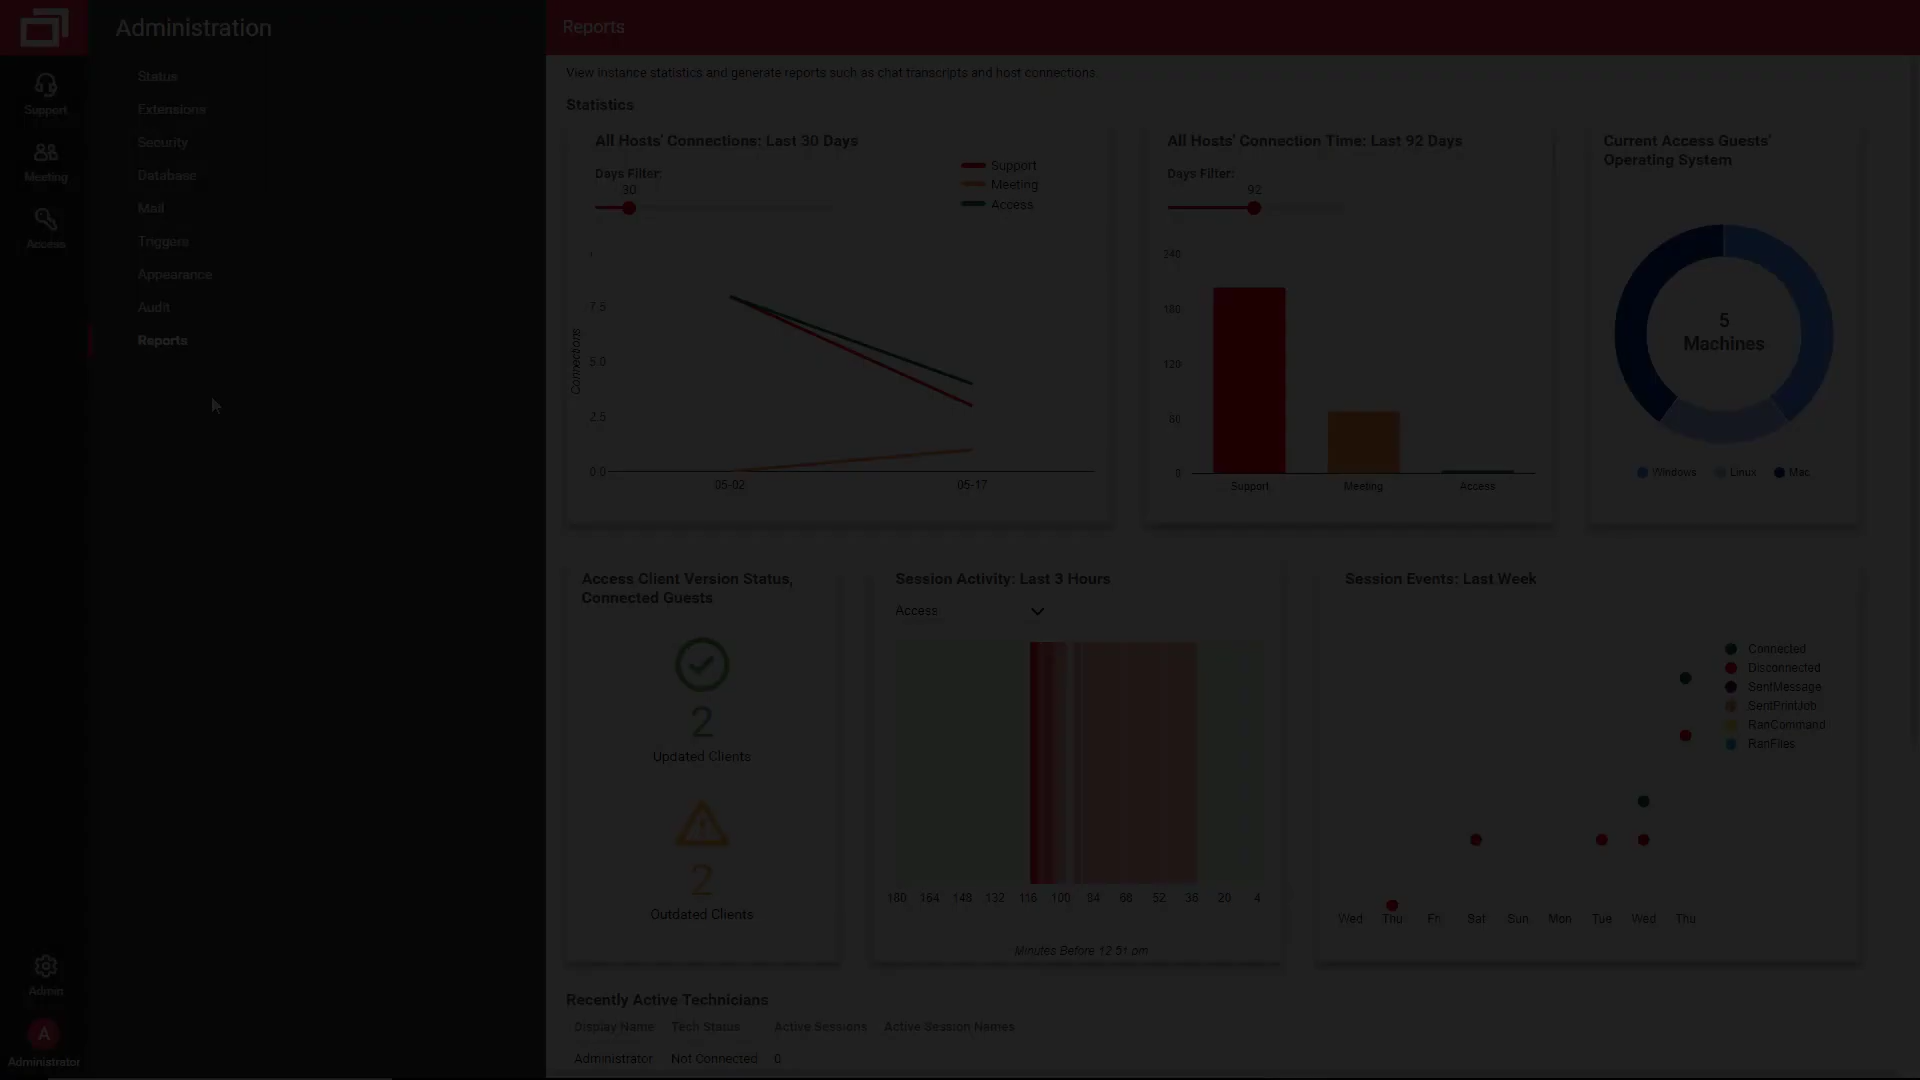 Administration
Status
Extensions
Security
Database
Mail
Triggers
Appearance
Audit
Reports
Support
Meeting
Access
Admin
A
Administrator
Reports
View instance statistics and generate reports such as chat transcripts and host connections.
Statistics
All Hosts' Connections: Last 30 Days
Days Filter:
30
Support
Meeting
Access
Connections
7.5
5.0
2.5
0.0
05-02
05-17
All Hosts' Connection Time: Last 92 Days
Days Filter:
92
240
180
120
60
0
Support
Meeting
Access
Current Access Guests'
Operating System
5
Machines
Windows
Linux
Mac
Access Client Version Status,
Connected Guests
2
Updated Clients
2
Outdated Clients
Session Activity: Last 3 Hours
Access
180 164 148 132 116 100 84 68 52 36 20 4
Minutes Before 12:51 pm
Session Events: Last Week
Connected
Disconnected
SentMessage
SentPrintJob
RanCommand
RanFiles
Wed Thu Fri Sat Sun Mon Tue Wed Thu
Recently Active Technicians
Display Name Tech Status Active Sessions Active Session Names
Administrator Not Connected 0